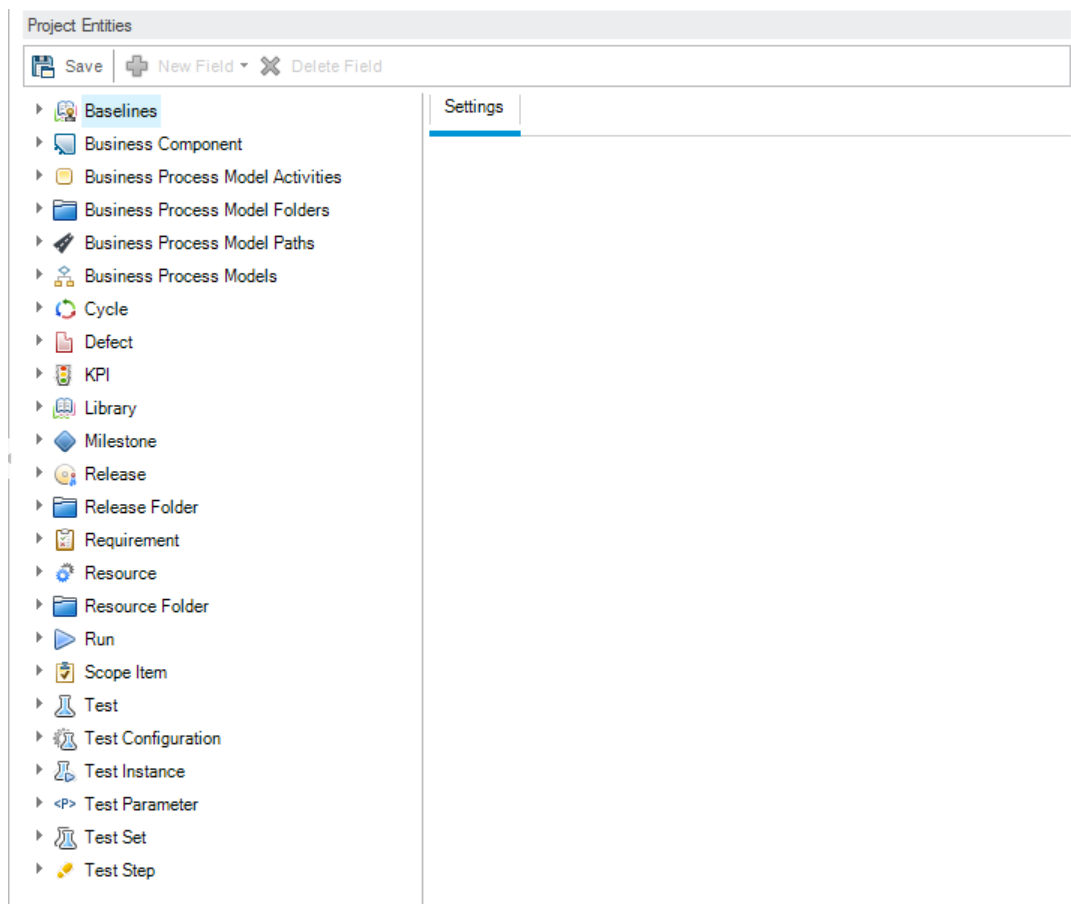 Project Entities
Save New Field Delete Field
Settings
Baselines
Business Component
Business Process Model Activities
Business Process Model Folders
Business Process Model Paths
Business Process Models
Cycle
Defect
KPI
Library
Milestone
Release
Release Folder
Requirement
Resource
Resource Folder
Run
Scope Item
Test
Test Configuration
Test Instance
<P> Test Parameter
Test Set
Test Step